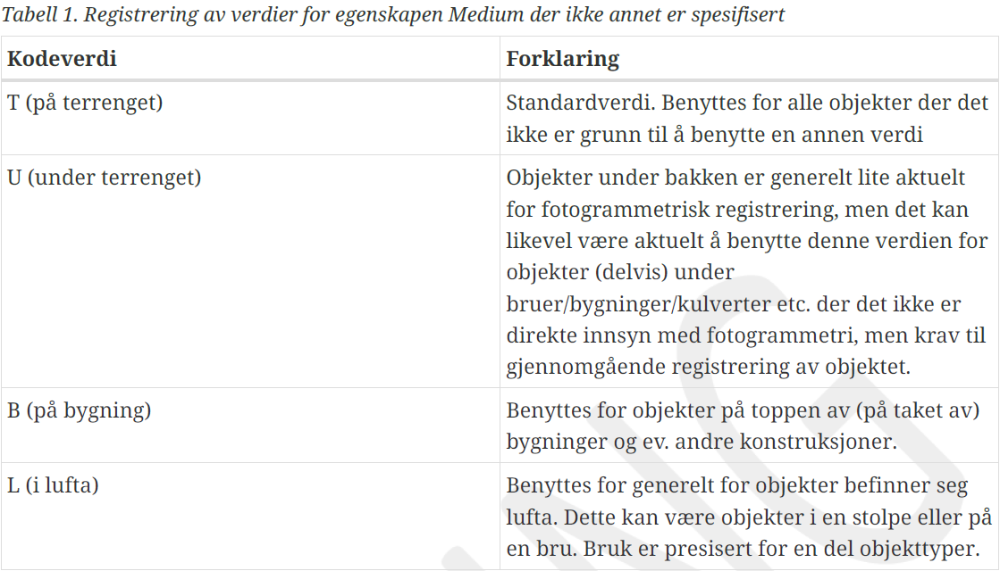 Tabell 1. Registrering av verdier for egenskapen Medium der ikke annet er spesifisert
Kodeverdi
Forklaring
T (på terrenget)
Standardverdi. Benyttes for alle objekter der det
ikke er grunn til å benytte en annen verdi
U (under terrenget)
Objekter under bakken er generelt lite aktuelt
for fotogrammetrisk registrering, men det kan
likevel være aktuelt å benytte denne verdien for
objekter (delvis) under
bruer/bygninger/kulverter etc. der det ikke er
direkte innsyn med fotogrammetri, men krav til
gjennomgående registrering av objektet.
B (på bygning)
Benyttes for objekter på toppen av (på taket av)
bygninger og ev. andre konstruksjoner.
L (i lufta)
Benyttes for generelt for objekter befinner seg
lufta. Dette kan være objekter i en stolpe eller på
en bru. Bruk er presisert for en del objekttyper.